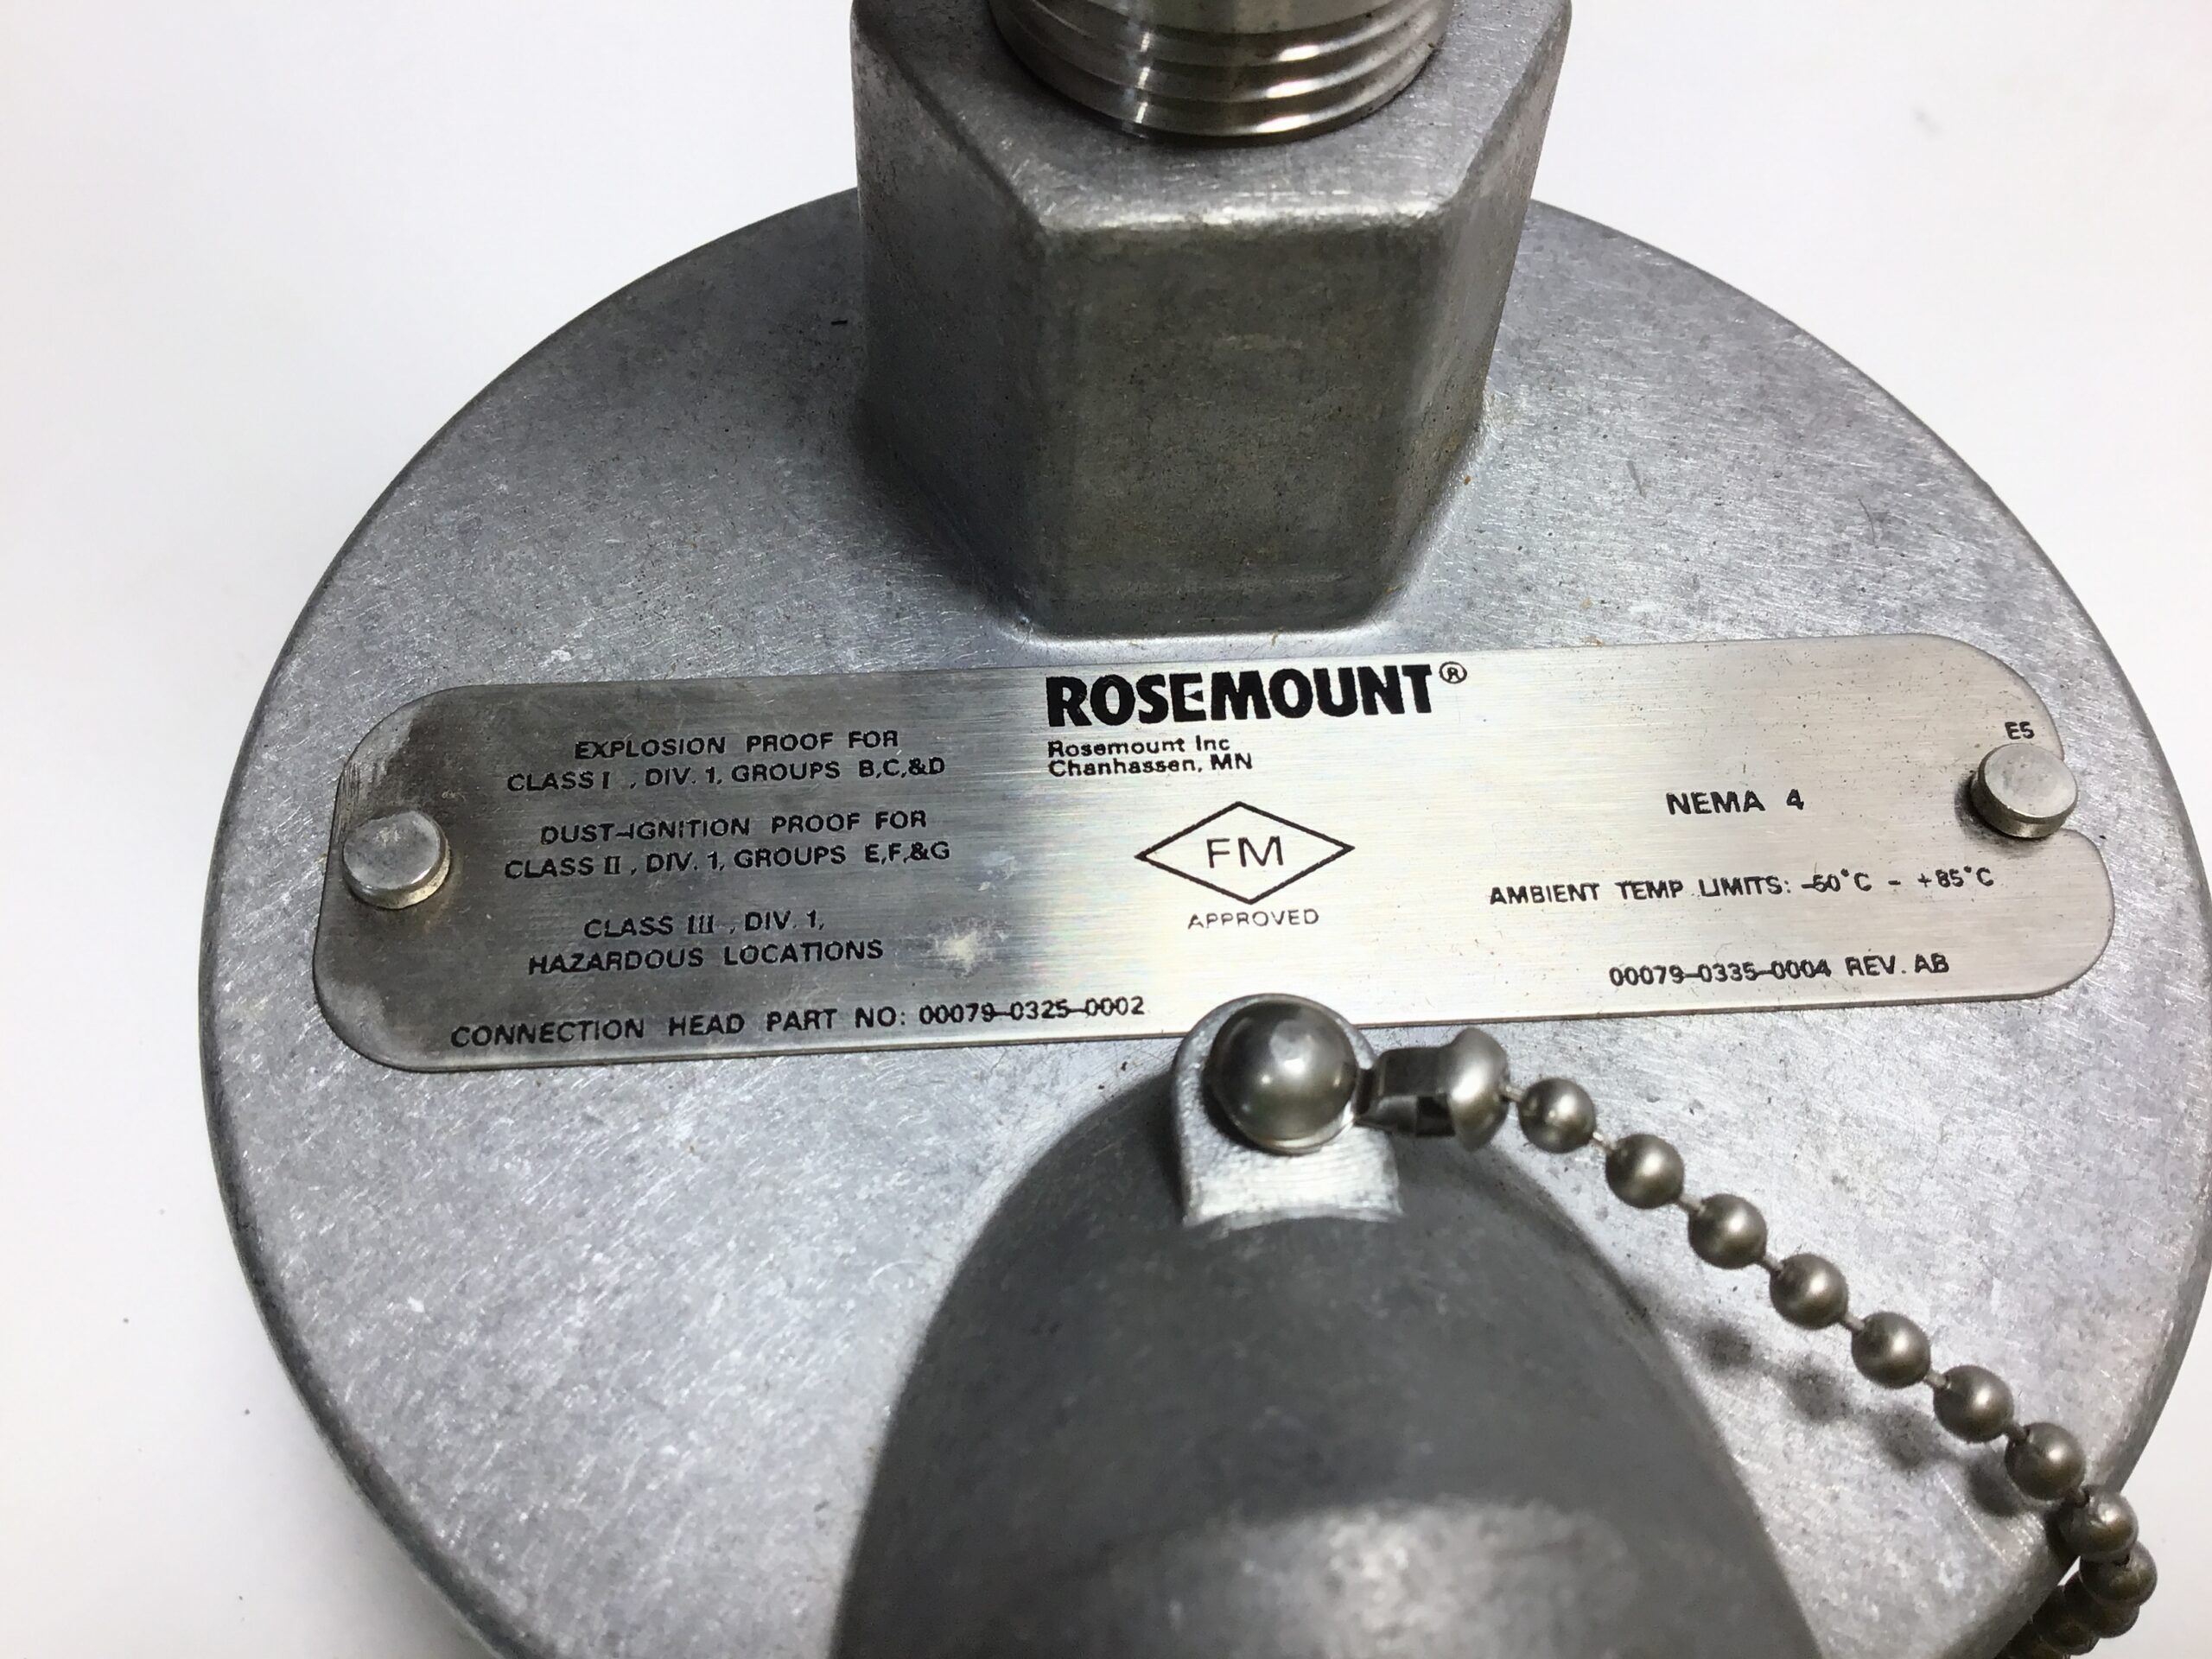 ROSEMOUNT®
Rosemount Inc
Chanhassen, MN
EXPLOSION PROOF FOR
CLASS I , DIV. 1, GROUPS B,C,&D
DUST-IGNITION PROOF FOR
CLASS II , DIV. 1, GROUPS E,F,&G
CLASS III , DIV. 1,
HAZARDOUS LOCATIONS
CONNECTION HEAD PART NO: 00079-0325-0002
FM
APPROVED
E5
NEMA 4
AMBIENT TEMP LIMITS: -50°C - +85°C
00079-0335-0004 REV. AB